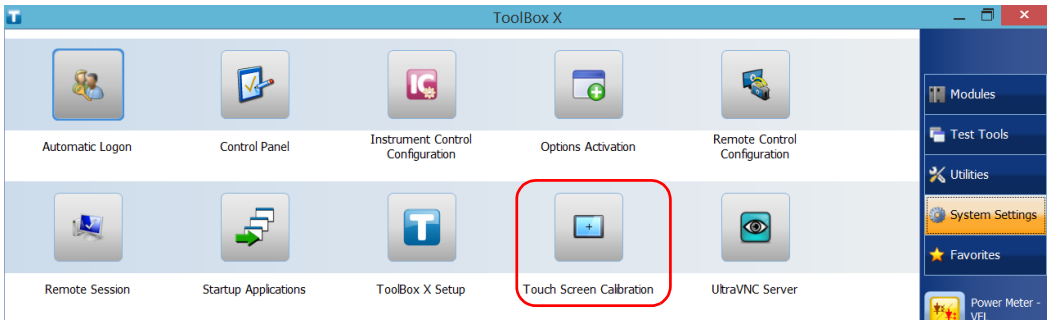 ToolBox X
Automatic Logon
Control Panel
Instrument Control
Configuration
Options Activation
Remote Control
Configuration
Remote Session
Startup Applications
ToolBox X Setup
Touch Screen Calibration
UltraVNC Server
Modules
Test Tools
Utilities
System Settings
Favorites
Power Meter -
VFL